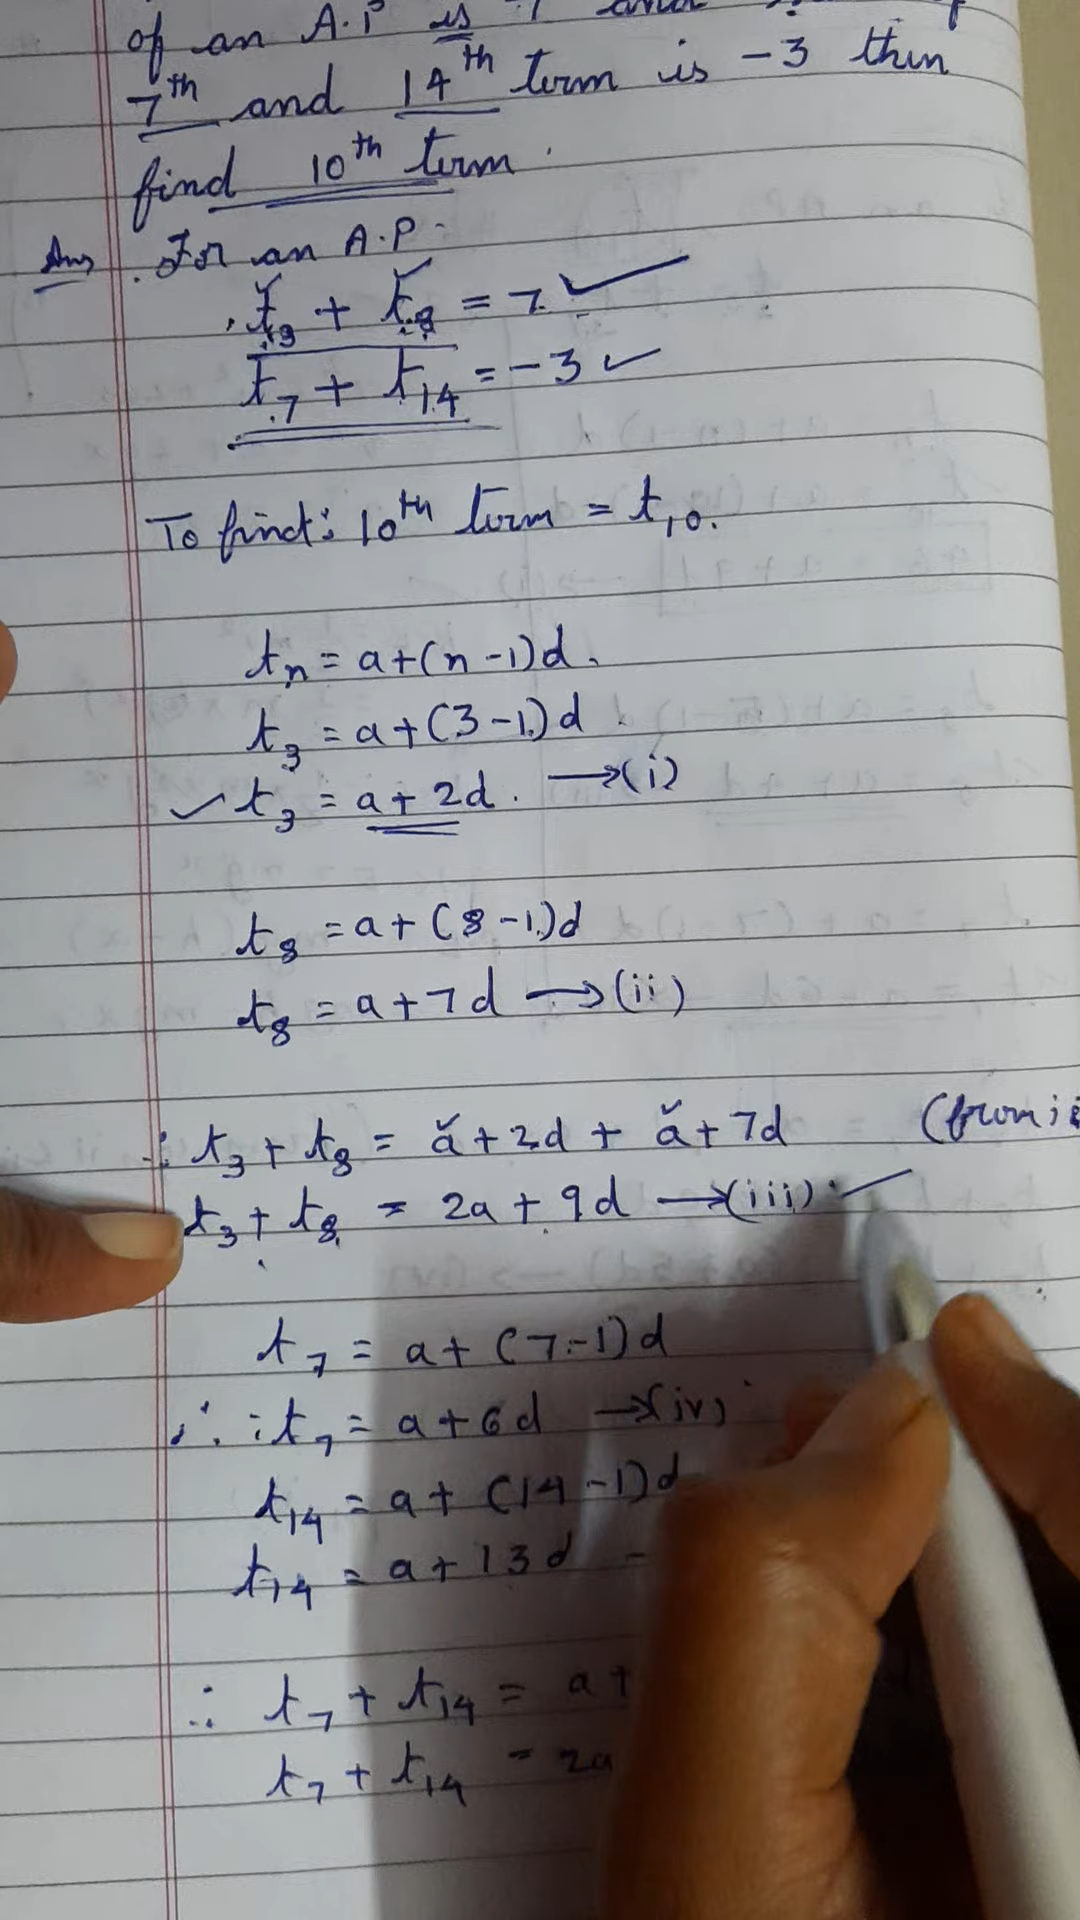 of an A.P is 7 and
7th and 14th term is -3 then
find 10th term.
Ans . For an A.P.
t3 + t8 = 7
t7 + t14 = -3
To find: 10th term = t10.
tn = a+(n-1)d.
t3 = a+(3-1)d
t3 = a+2d. →(i)
t8 = a+(8-1)d
t8 = a+7d →(ii)
∴ t3 + t8 = a+2d + a+7d (from i
t3 + t8 = 2a + 9d →(iii)
t7 = a+(7-1)d
∴ t7 = a+6d →(iv)
t14 = a+(14-1)d
t14 = a+13d
∴ t7 + t14 = a+
t7 + t14 = 2a